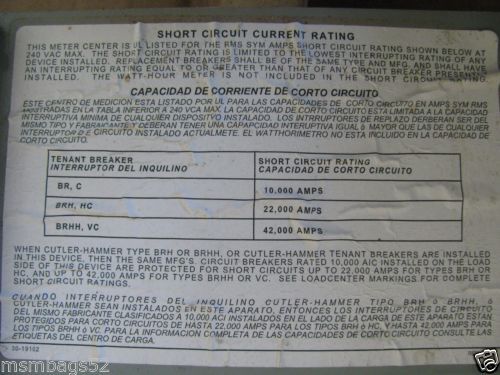 SHORT CIRCUIT CURRENT RATING
THIS METER CENTER IS UL LISTED FOR THE RMS SYM AMPS SHORT CIRCUIT RATING SHOWN BELOW AT
240 VAC MAX. THE SHORT CIRCUIT RATING IS LIMITED TO THE LOWEST INTERRUPTING RATING OF ANY
DEVICE INSTALLED. REPLACEMENT BREAKERS SHALL BE OF THE SAME TYPE AND MFG. AND SHALL HAVE
AN INTERRUPTING RATING EQUAL TO OR GREATER THAN THAT OF ANY CIRCUIT BREAKER PRESENTLY
INSTALLED. THE WATT-HOUR METER IS NOT INCLUDED IN THE SHORT CIRCUIT
CAPACIDAD DE CORRIENTE DE CORTO CIRCUITO
ESTE CENTRO DE MEDICION ESTA LISTADO POR UL PARA LAS CAPACIDADES DE CORTO CIRCUITO EN AMPS SYM RMS
MOSTRADAS EN LA TABLA INFERIOR A 240 VCA MAX. LA CAPACIDAD DE CORTO CIRCUITO ESTA LIMITADA A LA CAPACIDAD
INTERRUPTIVA MINIMA DE CUALQUIER DISPOSITIVO INSTALADO. LOS INTRRUPTORES DE REPLAZO DERBERAN SER DEL
MISMO TIPO Y FABRICANTE Y DEBERAN TENER UNA CAPACIDAD INTERRUPTIVA IGUAL ó MAYOR QUE LAS DE CUALQUIER
INTERRUPTOR DE CIRCUITO INSTALADO ACTUALMETE. EL WATTHORIMETRO NO ESTA INCLUIDO EN LA CAPACIDAD DE
CORTO CIRCUITO.
TENANT BREAKER SHORT CIRCUIT RATING
INTERRUPTOR DEL INQUILINO CAPACIDAD DE CORTO CIRCUITO
BR, C 10,000 AMPS
BRH, HC 22,000 AMPS
BRHH, VC 42,000 AMPS
WHEN CUTLER-HAMMER TYPE BRH OR BRHH, OR CUTLER-HAMMER TENANT BREAKERS ARE INSTALLED
IN THIS DEVICE, THEN THE SAME MFG'S. CIRCUIT BREAKERS RATED 10,000 AIC INSTALLED ON THE LOAD
SIDE OF THIS DEVICE ARE PROTECTED FOR SHORT CIRCUITS UP TO 22,000 AMPS FOR TYPES BRH OR
HC, AND UP TO 42,000 AMPS FOR TYPES BRHH OR VC. SEE LOADCENTER MARKINGS FOR COMPLETE
SHORT CIRCUIT RATINGS.
CUANDO INTERRUPTORES DEL INQUILINO CUTLER-HAMMER TIPO BRH ó BRHH, ó
CUTLER-HAMMER SEAN INSTALADOS EN ESTE APARATO, ENTONCES LOS INTERRUPTORES DE CIRCUITO
DEL MISMO FABRICANTE CLASIFICADOS A 10,000 ACI INSTALADOS EN EL LADO DE LA CARGA DE ESTE APARATO ESTAN
PROTEGIDOS PARA CORTO CIRCUITOS DE HASTA 22,000 AMPS PARA LOS TIPOS BRH ó HC, Y HASTA 42,000 AMPS PARA
LOS TIPOS BRHH ó VC. PARA LA INFORMACION COMPLETA DE LAS CAPACIDADES DE CORTO CIRCUITO VEASE LAS
ETIQUETAS DEL CENTRO DE CARGA.
30-19102
msmbags52